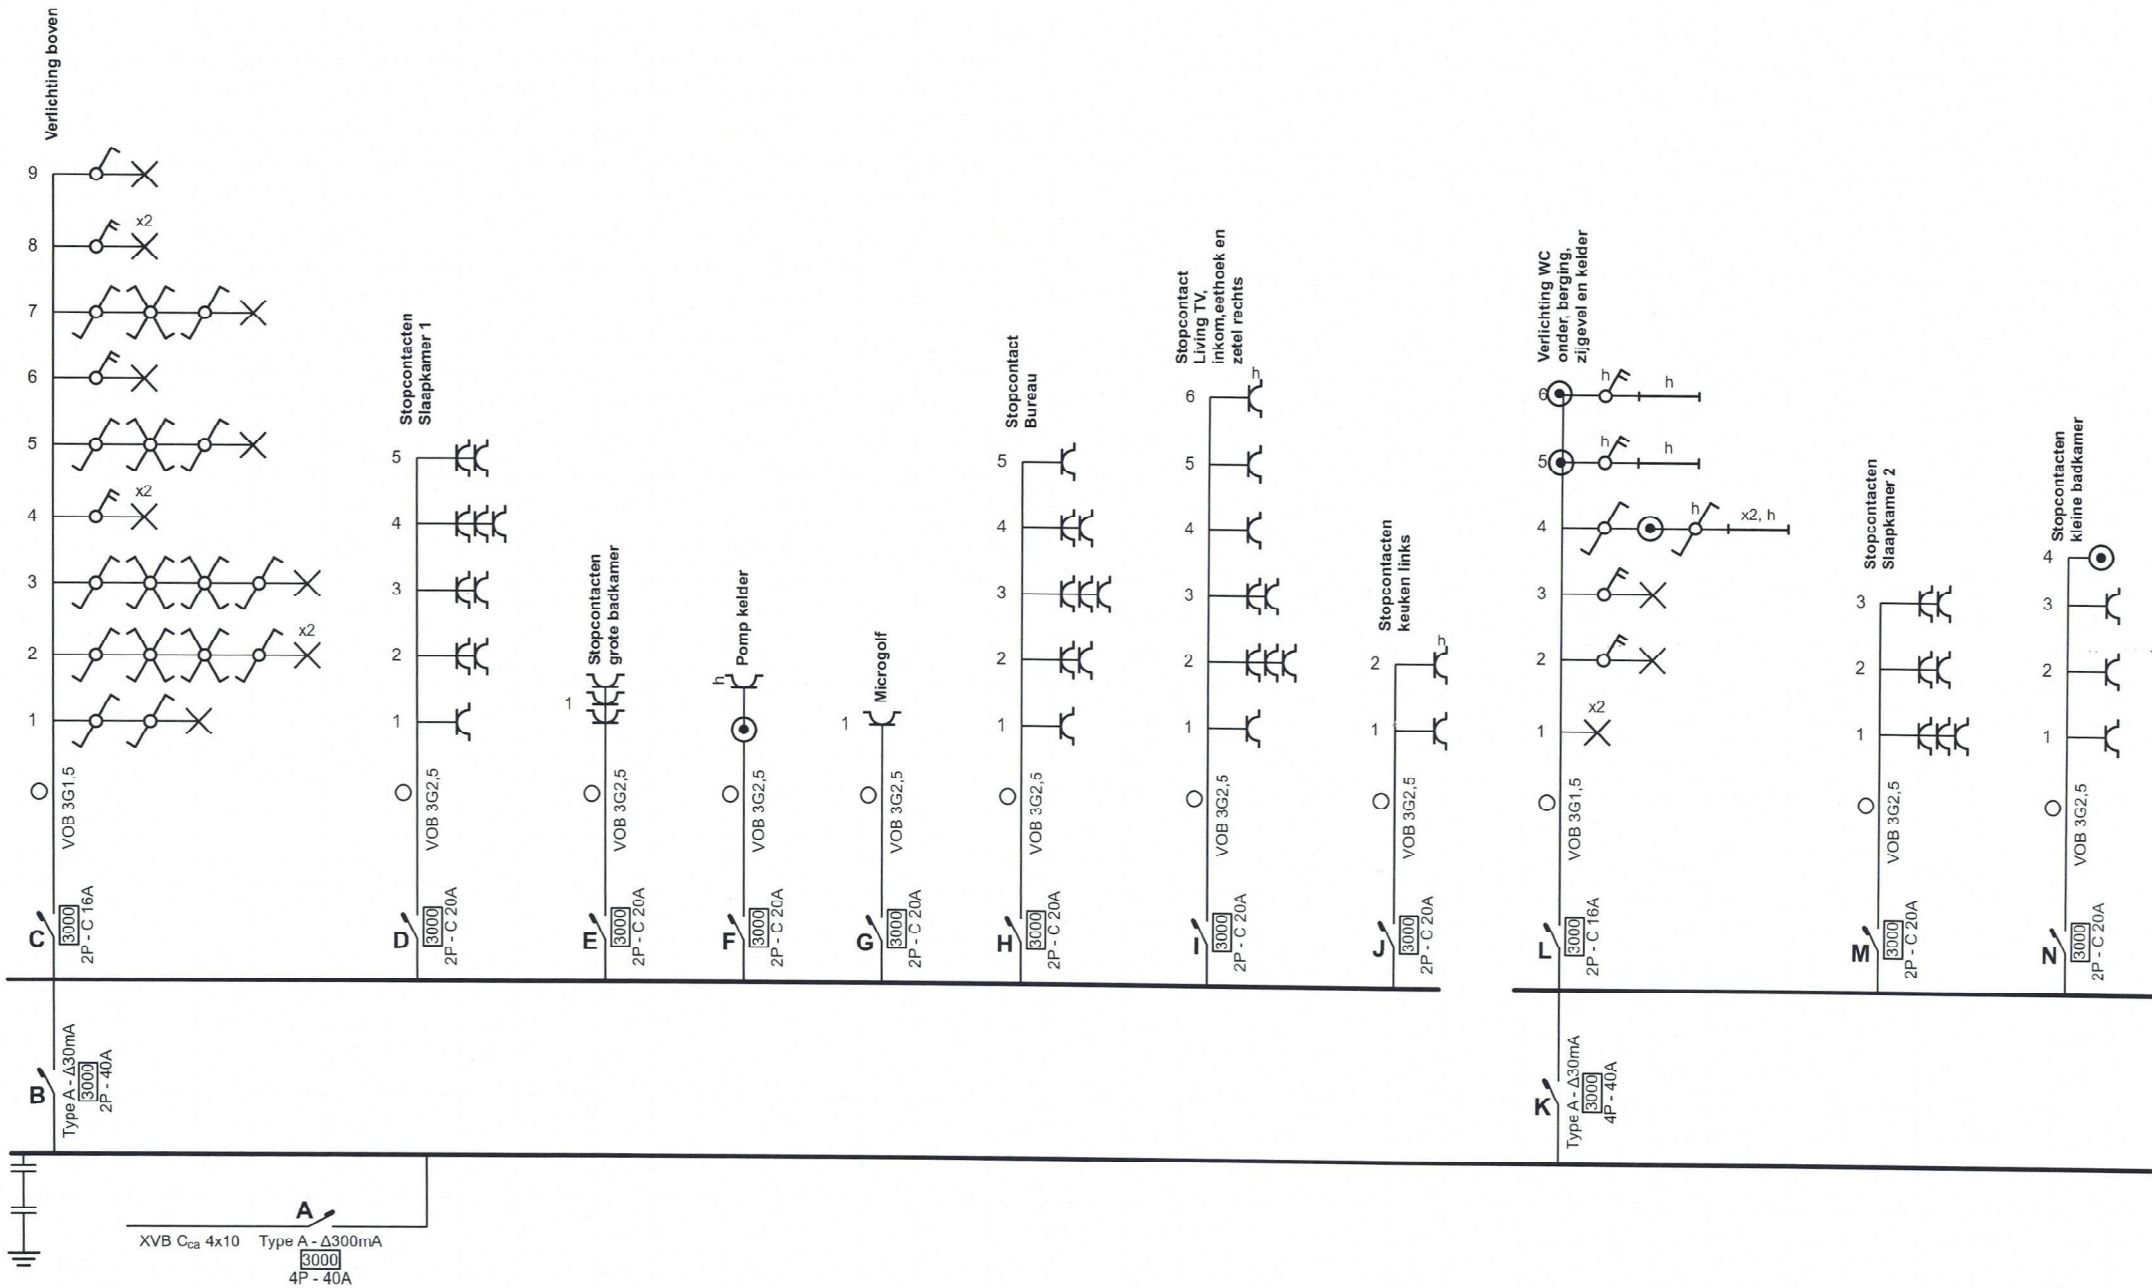 Verlichting boven
9
8
x2
7
6
5
4
x2
3
2
x2
1
VOB 3G1,5
C
3000
2P - C 16A
Stopcontacten
Slaapkamer 1
5
4
3
2
1
VOB 3G2,5
D
3000
2P - C 20A
Stopcontacten
grote badkamer
1
VOB 3G2,5
E
3000
2P - C 20A
Pomp kelder
h
VOB 3G2,5
F
3000
2P - C 20A
Microgolf
1
VOB 3G2,5
G
3000
2P - C 20A
Stopcontact
Bureau
5
4
3
2
1
VOB 3G2,5
H
3000
2P - C 20A
Stopcontact
Living TV,
inkom,eethoek en
zetel rechts
6
h
5
4
3
2
1
VOB 3G2,5
I
3000
2P - C 20A
Stopcontacten
keuken links
2
h
1
VOB 3G2,5
J
3000
2P - C 20A
Verlichting WC
onder, berging,
zijgevel en kelder
6
h
h
5
h
h
4
h
x2, h
3
2
1
x2
VOB 3G1,5
L
3000
2P - C 16A
Stopcontacten
Slaapkamer 2
3
2
1
VOB 3G2,5
M
3000
2P - C 20A
Stopcontacten
kleine badkamer
4
3
2
1
VOB 3G2,5
N
3000
2P - C 20A
B
Type A - Δ30mA
3000
2P - 40A
K
Type A - Δ30mA
3000
4P - 40A
A
XVB Cca 4x10
Type A - Δ300mA
3000
4P - 40A